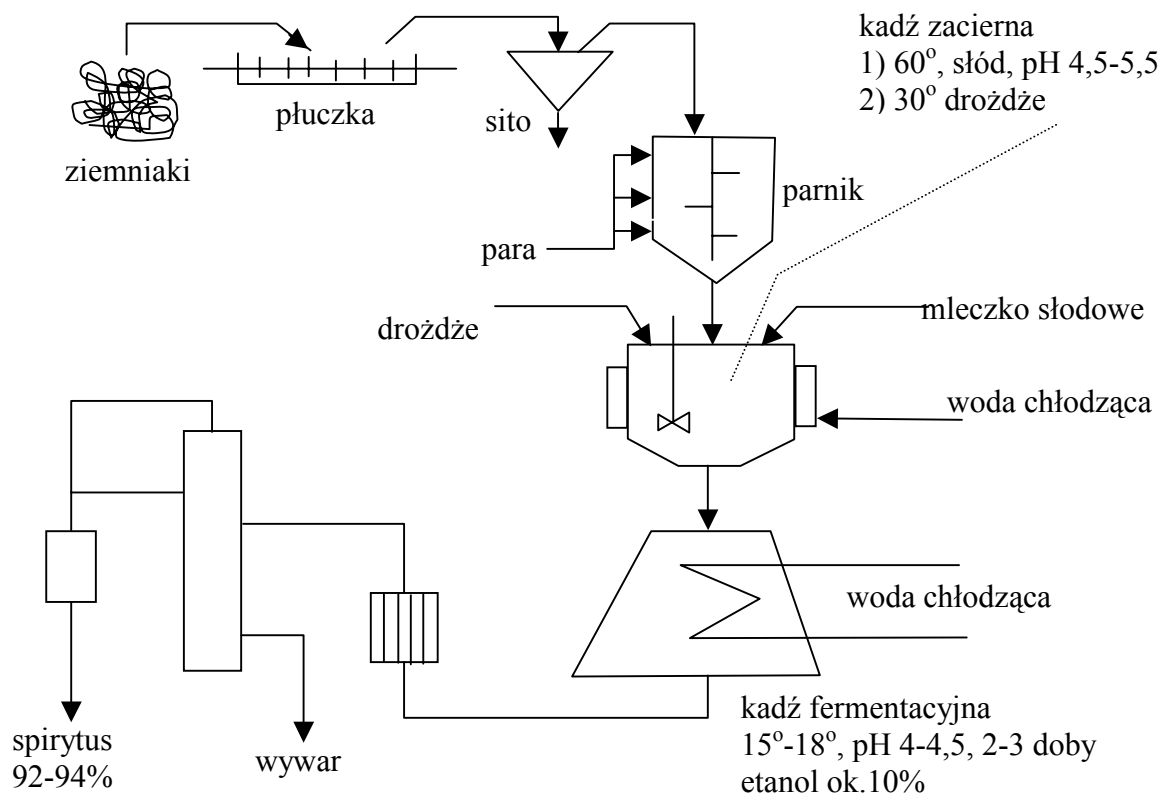 kadź zacierna
1) 60°, słód, pH 4,5-5,5
2) 30° drożdże
płuczka
sito
ziemniaki
parnik
para
drożdże
mleczko słodowe
woda chłodząca
woda chłodząca
kadź fermentacyjna
15°-18°, pH 4-4,5, 2-3 doby
etanol ok.10%
spirytus
92-94%
wywar